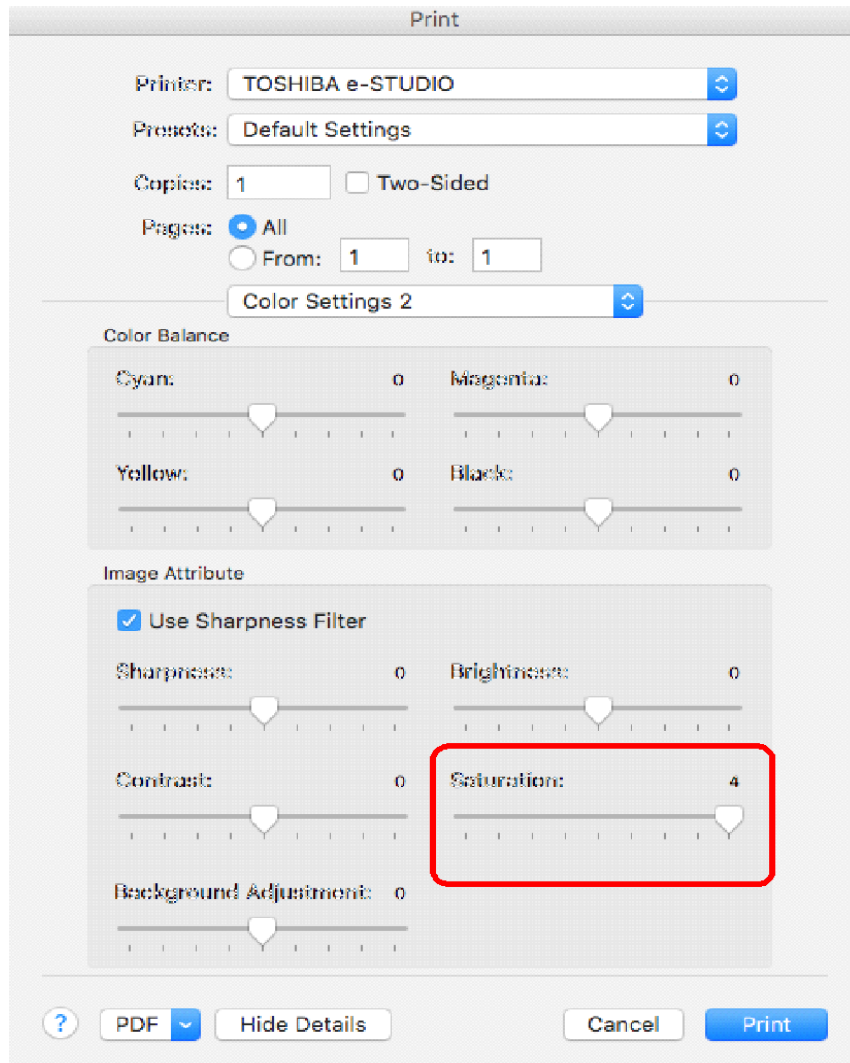 Print
Printer: TOSHIBA e-STUDIO
Presets: Default Settings
Copies: 1 Two-Sided
Pages: All
From: 1 to: 1
Color Settings 2
Color Balance
Cyan: 0 Magenta: 0
Yellow: 0 Black: 0
Image Attribute
Use Sharpness Filter
Sharpness: 0 Brightness: 0
Contrast: 0 Saturation: 4
Background Adjustment: 0
? PDF Hide Details Cancel Print